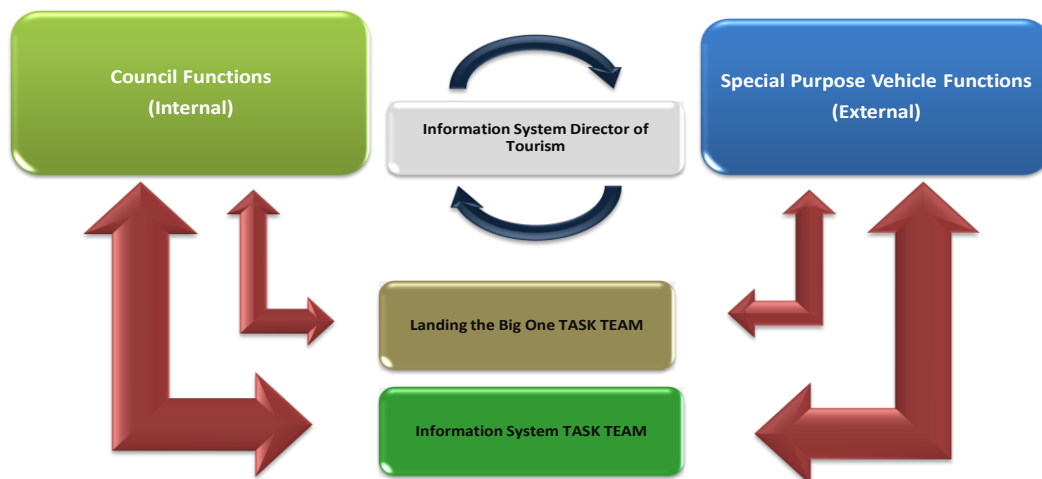 Council Functions
(Internal)
Information System Director of
Tourism
Special Purpose Vehicle Functions
(External)
Landing the Big One TASK TEAM
Information System TASK TEAM